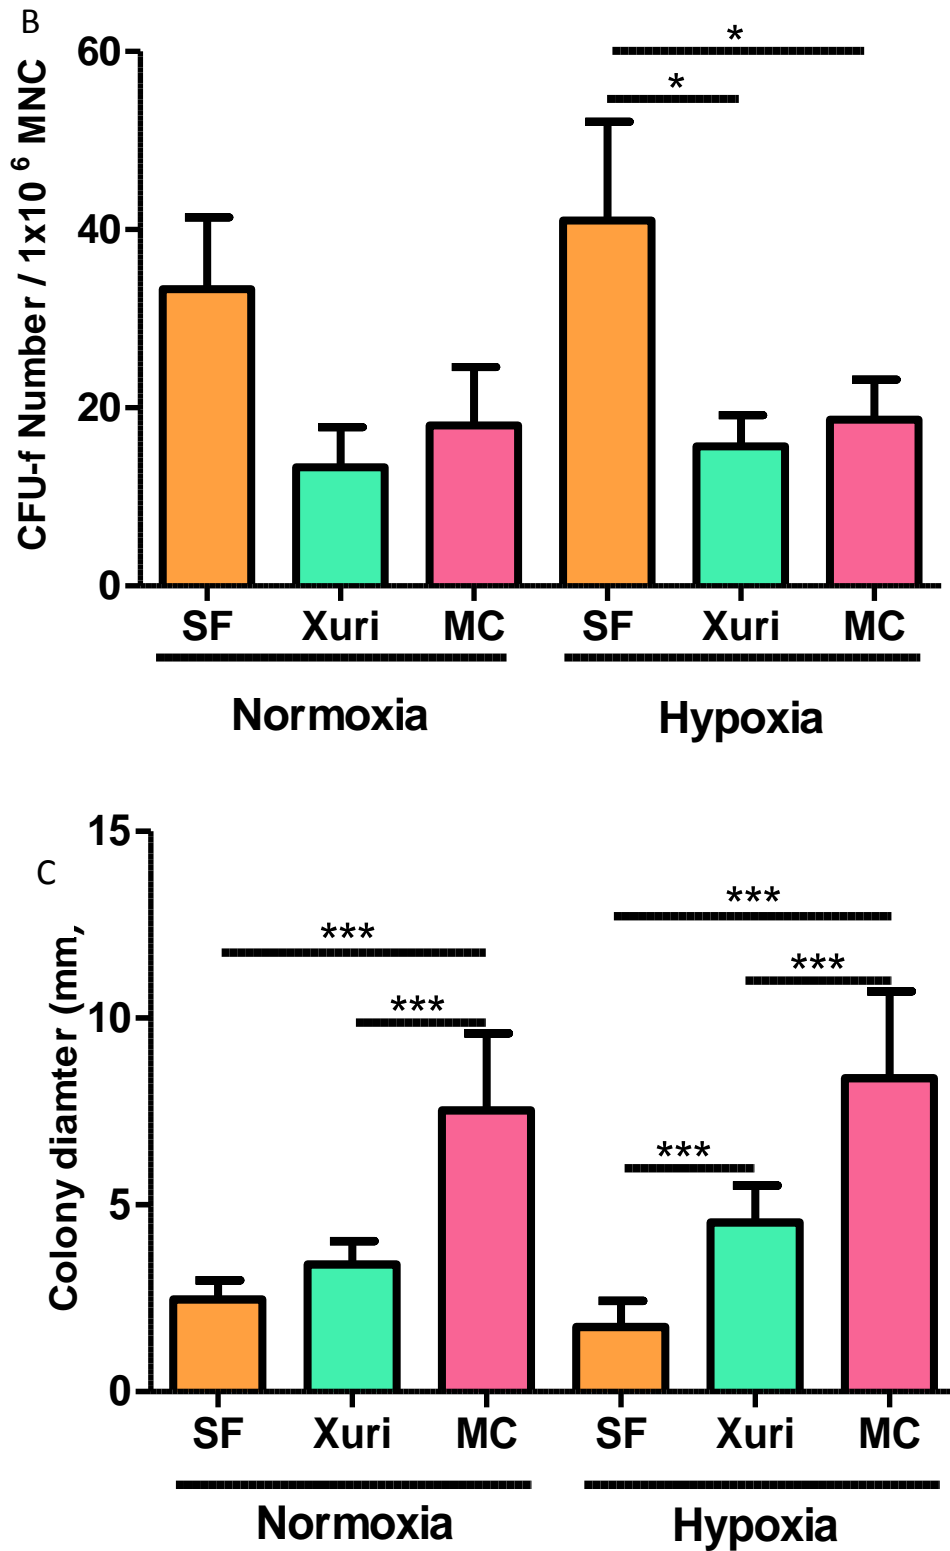 B
CFU-f Number / 1x10 6 MNC
60
40
20
0
*
*
SF Xuri MC SF Xuri MC
Normoxia Hypoxia
C
Colony diamter (mm,
15
10
5
0
***
***
***
***
***
SF Xuri MC SF Xuri MC
Normoxia Hypoxia